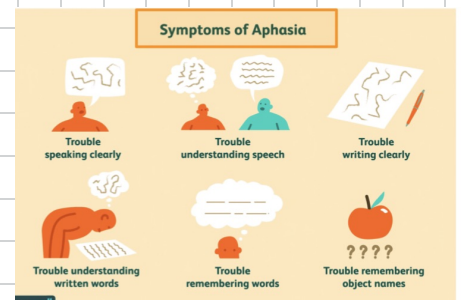 Symptoms of Aphasia
Trouble
speaking clearly
Trouble
understanding speech
Trouble
writing clearly
????
Trouble understanding
written words
Trouble
remembering words
Trouble remembering
object names